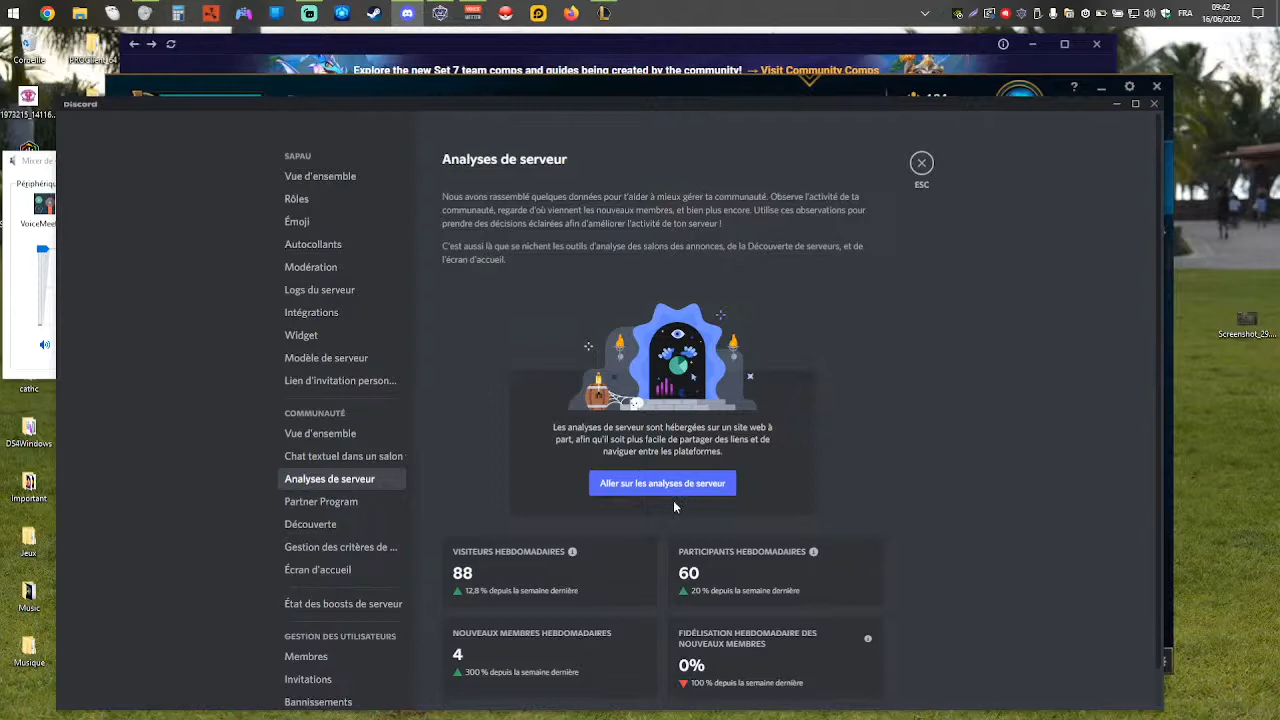 FRA
16/06/2022
Corbeille
PROClient_64
Explore the new Set 7 team comps and guides being created by the community! → Visit Community Comps
1973215_14116...
Discord
Mixer de
Périphérique
VoiceMee
cathc
DS4Windows
Important
Jeux
Music
Musique
Screenshot_29...
SAPAU
Vue d'ensemble
Rôles
Émoji
Autocollants
Modération
Logs du serveur
Intégrations
Widget
Modèle de serveur
Lien d'invitation person...
COMMUNAUTÉ
Vue d'ensemble
Chat textuel dans un salon
Analyses de serveur
Partner Program
Découverte
Gestion des critères de ...
Écran d'accueil
État des boosts de serveur
GESTION DES UTILISATEURS
Membres
Invitations
Bannissements
Analyses de serveur
ESC
Nous avons rassemblé quelques données pour t'aider à mieux gérer ta communauté. Observe l'activité de ta
communauté, regarde d'où viennent les nouveaux membres, et bien plus encore. Utilise ces observations pour
prendre des décisions éclairées afin d'améliorer l'activité de ton serveur !
C'est aussi là que se nichent les outils d'analyse des salons des annonces, de la Découverte de serveurs, et de
l'écran d'accueil.
Les analyses de serveur sont hébergées sur un site web à
part, afin qu'il soit plus facile de partager des liens et de
naviguer entre les plateformes.
Aller sur les analyses de serveur
VISITEURS HEBDOMADAIRES
88
12,8 % depuis la semaine dernière
PARTICIPANTS HEBDOMADAIRES
60
20 % depuis la semaine dernière
NOUVEAUX MEMBRES HEBDOMADAIRES
4
300 % depuis la semaine dernière
FIDÉLISATION HEBDOMADAIRE DES
NOUVEAUX MEMBRES
0%
100 % depuis la semaine dernière